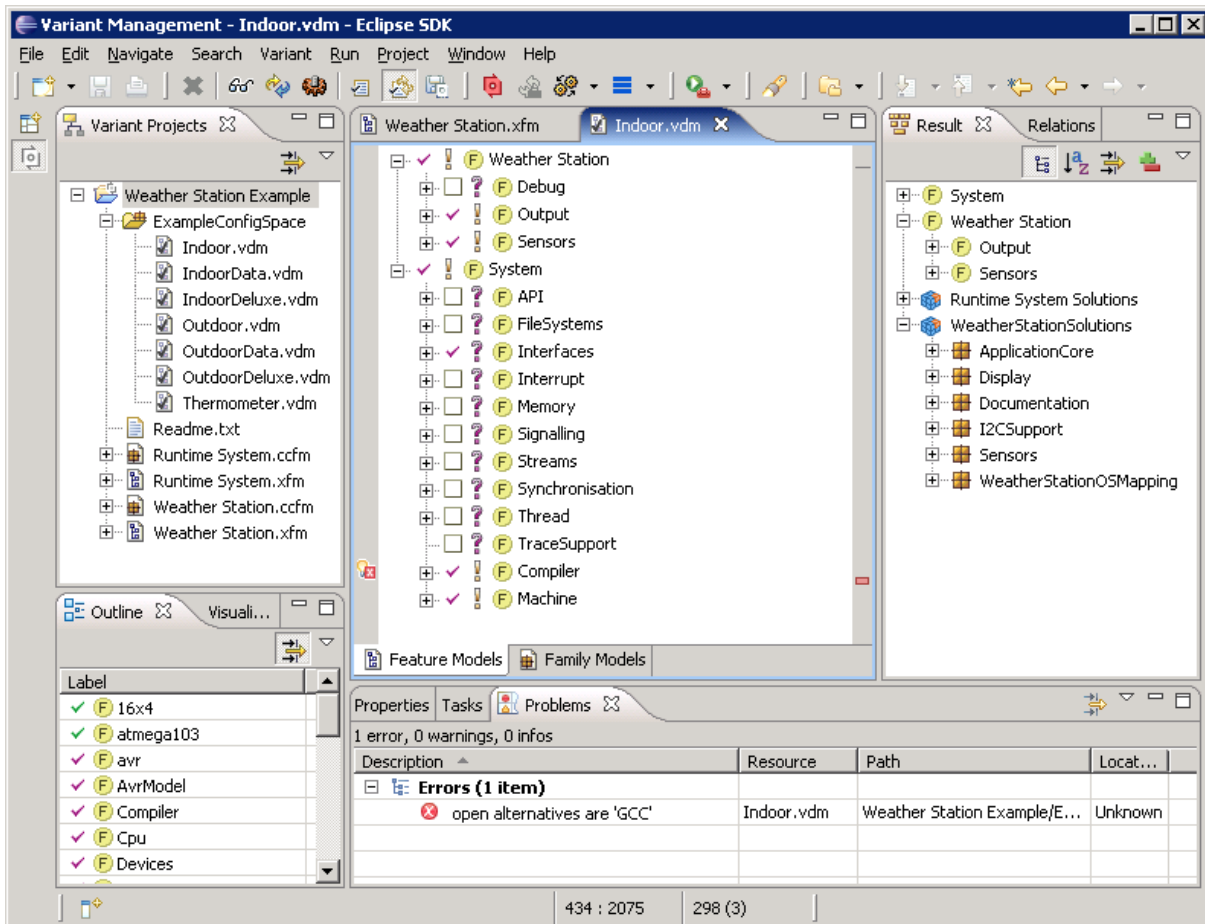 Variant Management - Indoor.vdm - Eclipse SDK
File Edit Navigate Search Variant Run Project Window Help
Variant Projects
Weather Station Example
ExampleConfigSpace
Indoor.vdm
IndoorData.vdm
IndoorDeluxe.vdm
Outdoor.vdm
OutdoorData.vdm
OutdoorDeluxe.vdm
Thermometer.vdm
Readme.txt
Runtime System.ccfm
Runtime System.xfm
Weather Station.ccfm
Weather Station.xfm
Outline Visuali...
Label
16x4
atmega103
avr
AvrModel
Compiler
Cpu
Devices
Weather Station.xfm Indoor.vdm
Weather Station
Debug
Output
Sensors
System
API
FileSystems
Interfaces
Interrupt
Memory
Signalling
Streams
Synchronisation
Thread
TraceSupport
Compiler
Machine
Feature Models Family Models
Result Relations
System
Weather Station
Output
Sensors
Runtime System Solutions
WeatherStationSolutions
ApplicationCore
Display
Documentation
I2CSupport
Sensors
WeatherStationOSMapping
Properties Tasks Problems
1 error, 0 warnings, 0 infos
Description Resource Path Locat...
Errors (1 item)
open alternatives are 'GCC' Indoor.vdm Weather Station Example/E... Unknown
434 : 2075 298 (3)